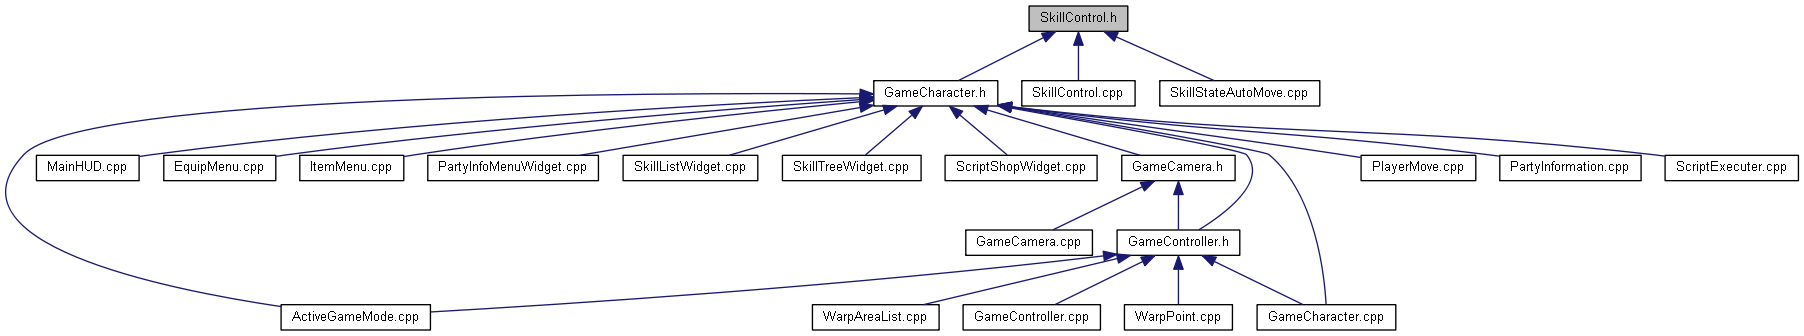 SkillControl.h
GameCharacter.h
SkillControl.cpp
SkillStateAutoMove.cpp
MainHUD.cpp
EquipMenu.cpp
ItemMenu.cpp
PartyInfoMenuWidget.cpp
SkillListWidget.cpp
SkillTreeWidget.cpp
ScriptShopWidget.cpp
GameCamera.h
PlayerMove.cpp
PartyInformation.cpp
ScriptExecuter.cpp
GameCamera.cpp
GameController.h
ActiveGameMode.cpp
WarpAreaList.cpp
GameController.cpp
WarpPoint.cpp
GameCharacter.cpp